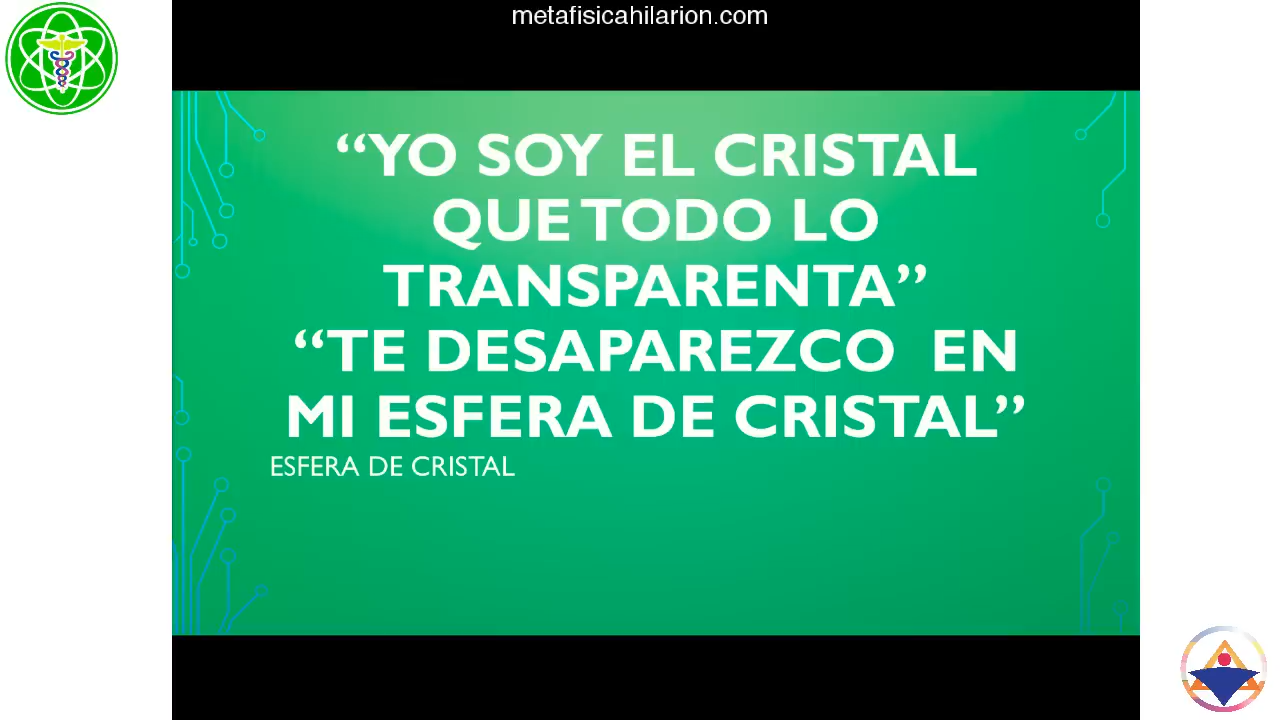 metafisicahilarion.com
“YO SOY EL CRISTAL
QUE TODO LO
TRANSPARENTA”
“TE DESAPAREZCO EN
MI ESFERA DE CRISTAL”
ESFERA DE CRISTAL